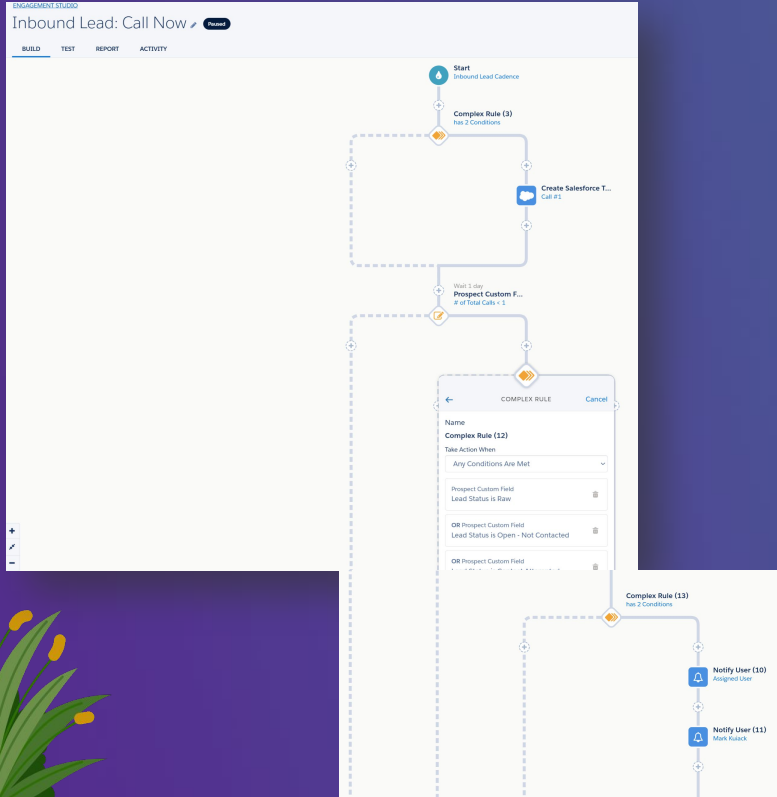 ENGAGEMENT STUDIO
Inbound Lead: Call Now Paused
BUILD TEST REPORT ACTIVITY
Start
Inbound Lead Cadence
Complex Rule (3)
has 2 Conditions
Create Salesforce T...
Call #1
Wait 1 day
Prospect Custom F...
# of Total Calls < 1
COMPLEX RULE Cancel
Name
Complex Rule (12)
Take Action When
Any Conditions Are Met
Prospect Custom Field
Lead Status is Raw
OR Prospect Custom Field
Lead Status is Open - Not Contacted
OR Prospect Custom Field
Complex Rule (13)
has 2 Conditions
Notify User (10)
Assigned User
Notify User (11)
Mark Kuiack